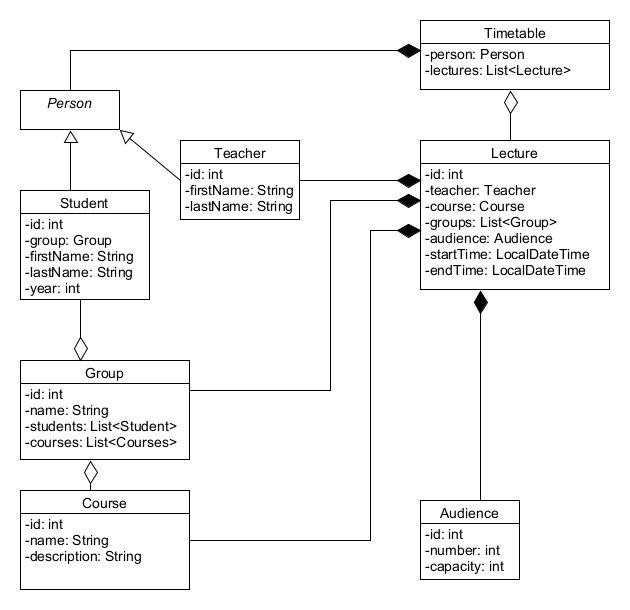 Timetable
-person: Person
-lectures: List<Lecture>
Person
Teacher
-id: int
-firstName: String
-lastName: String
Lecture
-id: int
-teacher: Teacher
-course: Course
-groups: List<Group>
-audience: Audience
-startTime: LocalDateTime
-endTime: LocalDateTime
Student
-id: int
-group: Group
-firstName: String
-lastName: String
-year: int
Group
-id: int
-name: String
-students: List<Student>
-courses: List<Courses>
Course
-id: int
-name: String
-description: String
Audience
-id: int
-number: int
-capacity: int